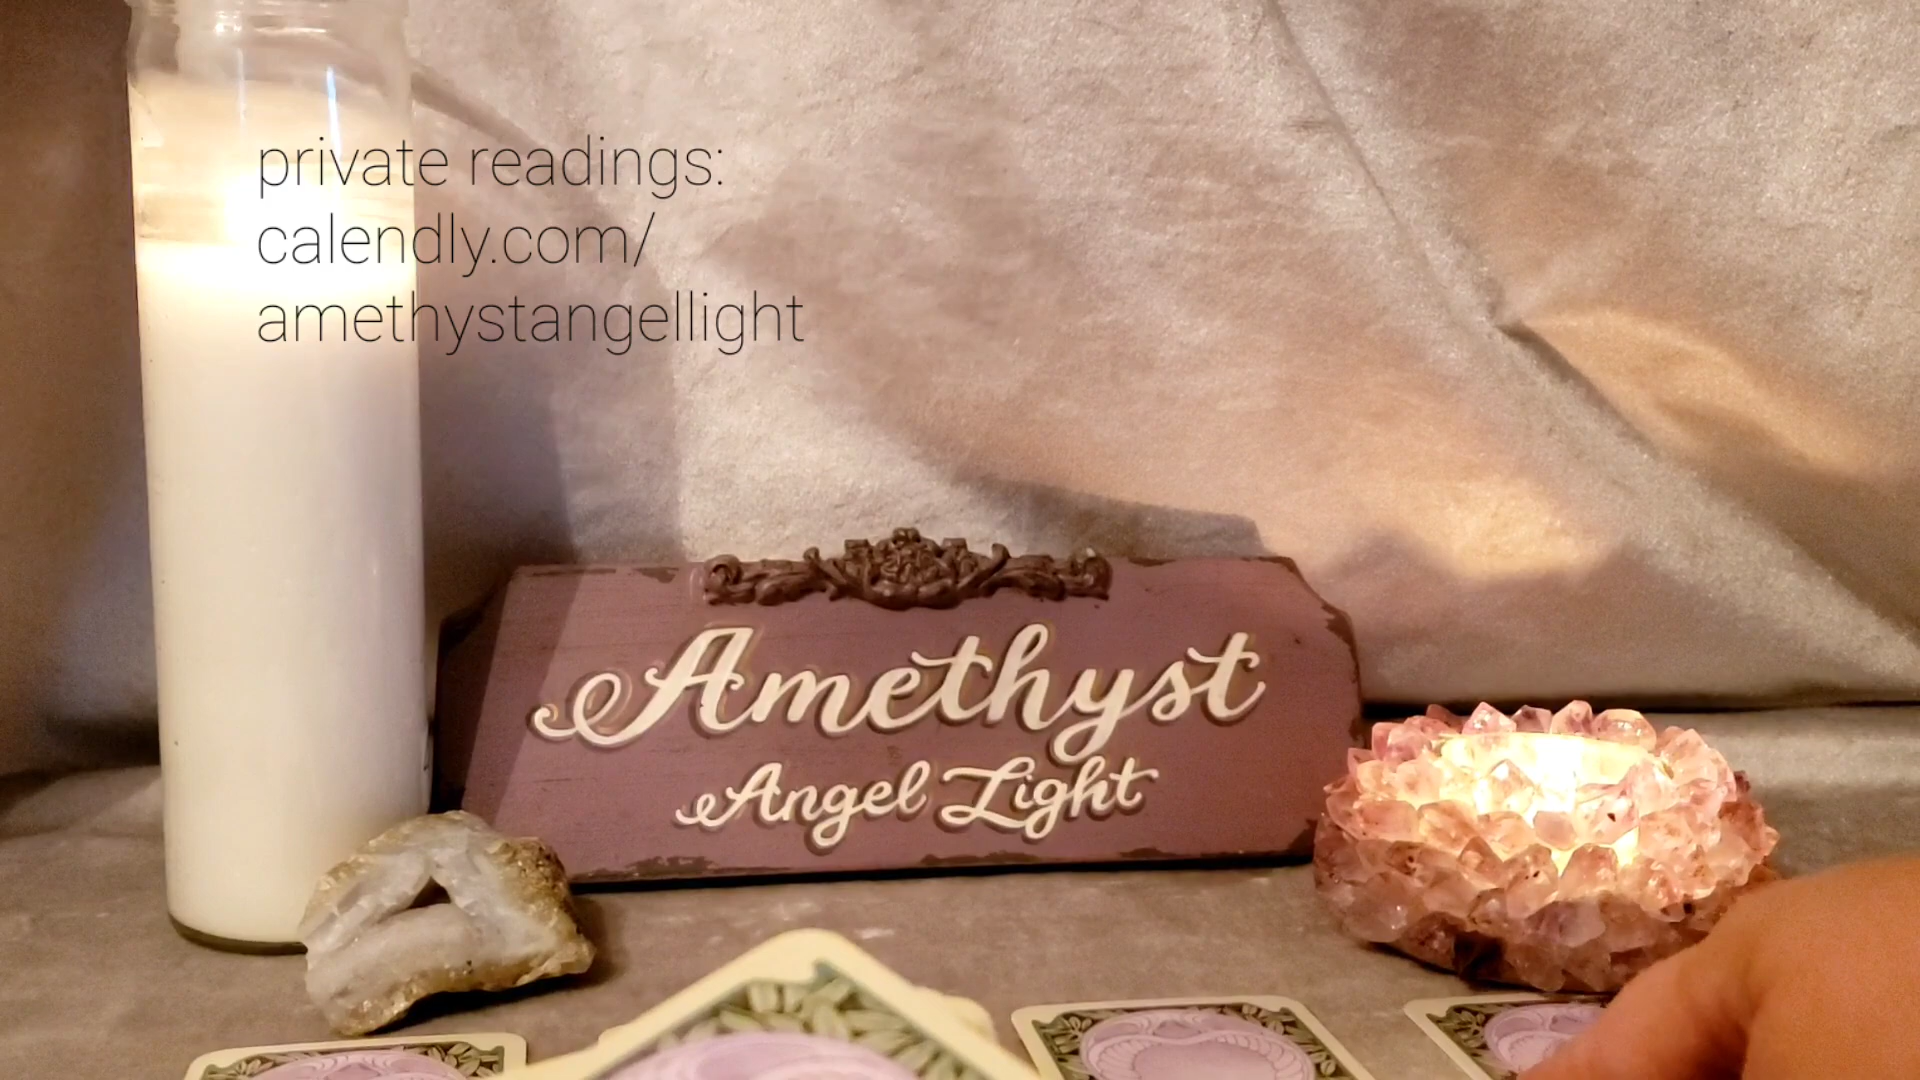 private readings:
calendly.com/
amethystangellight
Amethyst
Angel Light